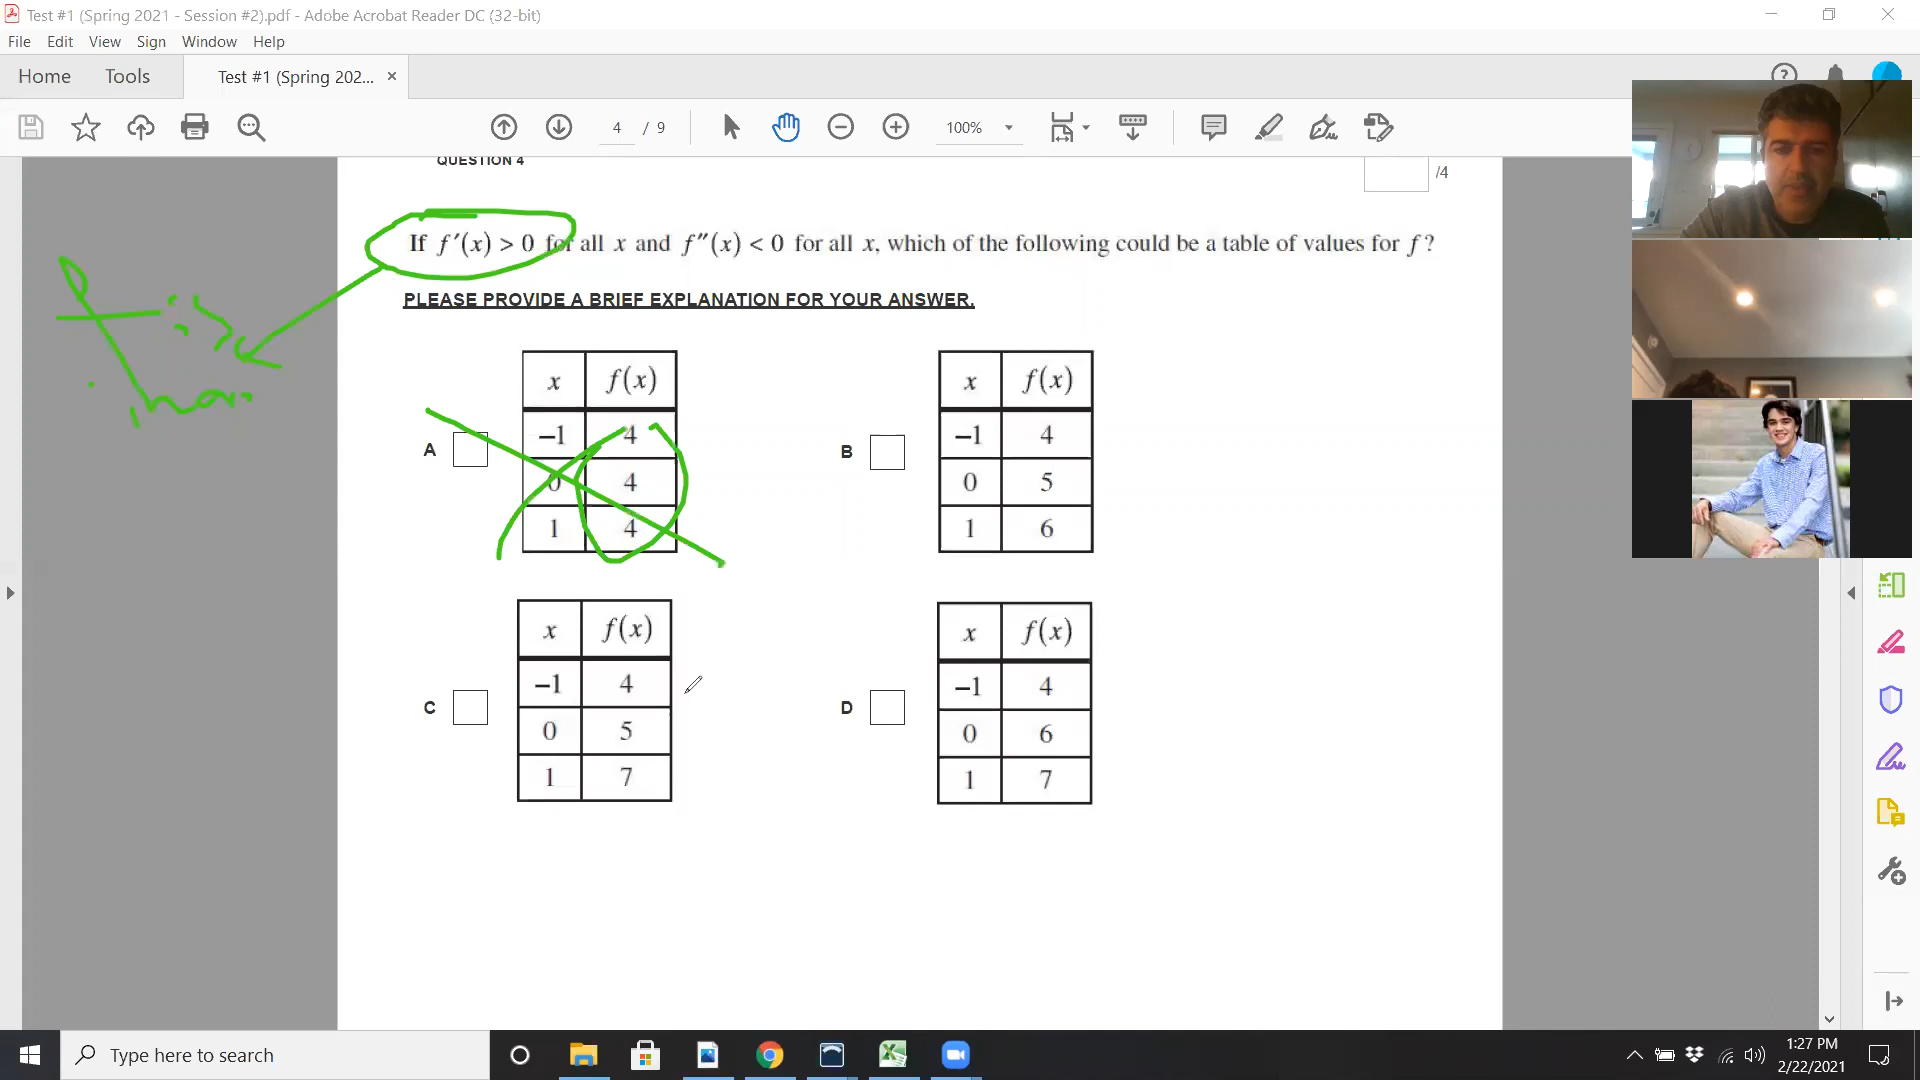 Test #1 (Spring 2021 - Session #2).pdf - Adobe Acrobat Reader DC (32-bit)
File Edit View Sign Window Help
Home Tools Test #1 (Spring 202... ×
4 / 9 100%
QUESTION 4
/4
If f′(x) > 0 for all x and f″(x) < 0 for all x, which of the following could be a table of values for f?
PLEASE PROVIDE A BRIEF EXPLANATION FOR YOUR ANSWER.
A
x f(x)
−1 4
0 4
1 4
B
x f(x)
−1 4
0 5
1 6
C
x f(x)
−1 4
0 5
1 7
D
x f(x)
−1 4
0 6
1 7
Type here to search
1:27 PM
2/22/2021